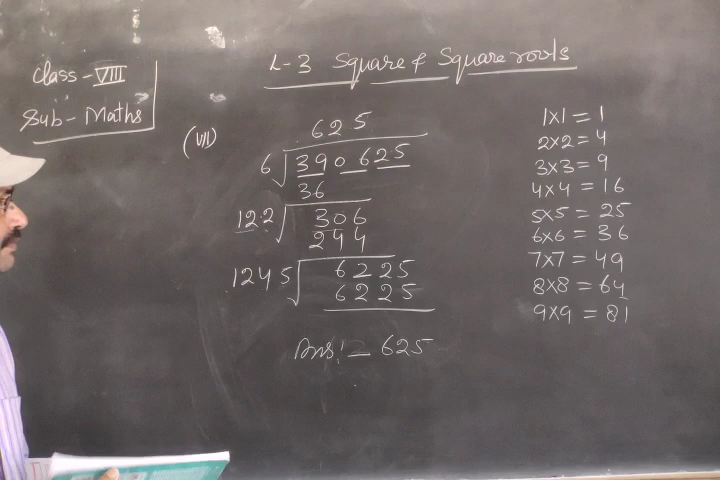 Class - VIII
Sub - Maths
L-3 Square & Square roots
(VII)
625
6 √390625
36
122 √306
244
1245 √6225
6225
Ans! - 625
1x1 = 1
2x2 = 4
3x3 = 9
4x4 = 16
5x5 = 25
6x6 = 36
7x7 = 49
8x8 = 64
9x9 = 81